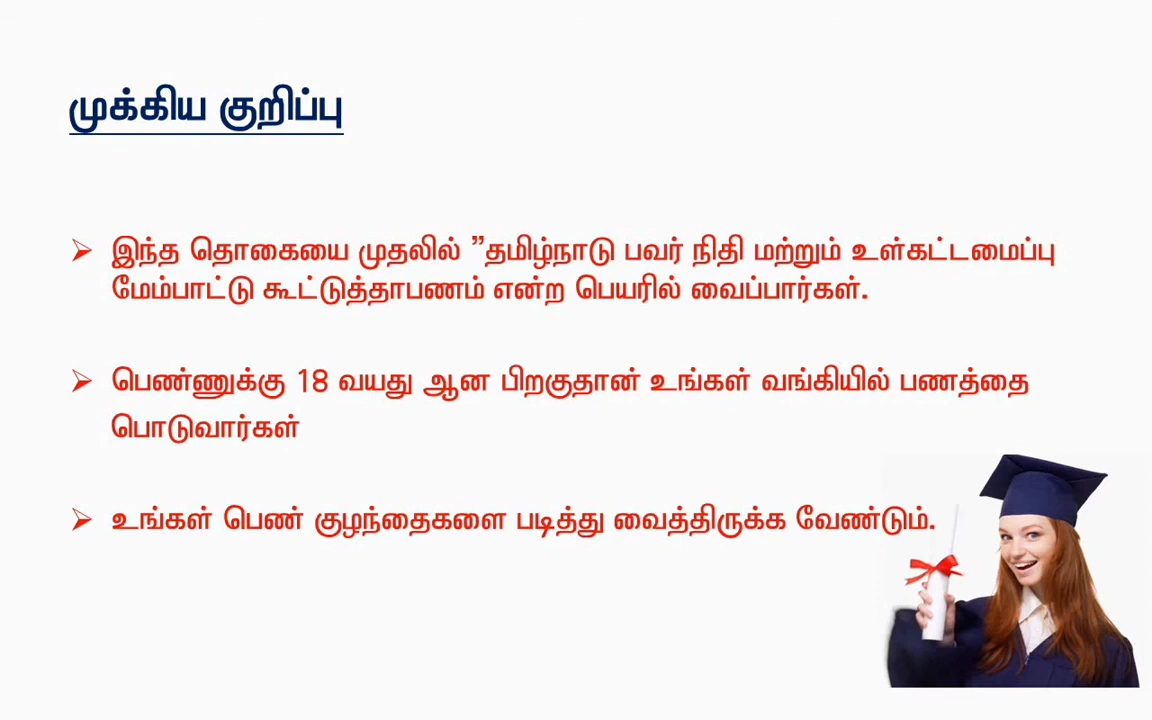 முக்கிய குறிப்பு
இந்த தொகையை முதலில் ”தமிழ்நாடு பவர் நிதி மற்றும் உள்கட்டமைப்பு
மேம்பாட்டு கூட்டுத்தாபணம் என்ற பெயரில் வைப்பார்கள்.
பெண்ணுக்கு 18 வயது ஆன பிறகுதான் உங்கள் வங்கியில் பணத்தை
பொடுவார்கள்
உங்கள் பெண் குழந்தைகளை படித்து வைத்திருக்க வேண்டும்.